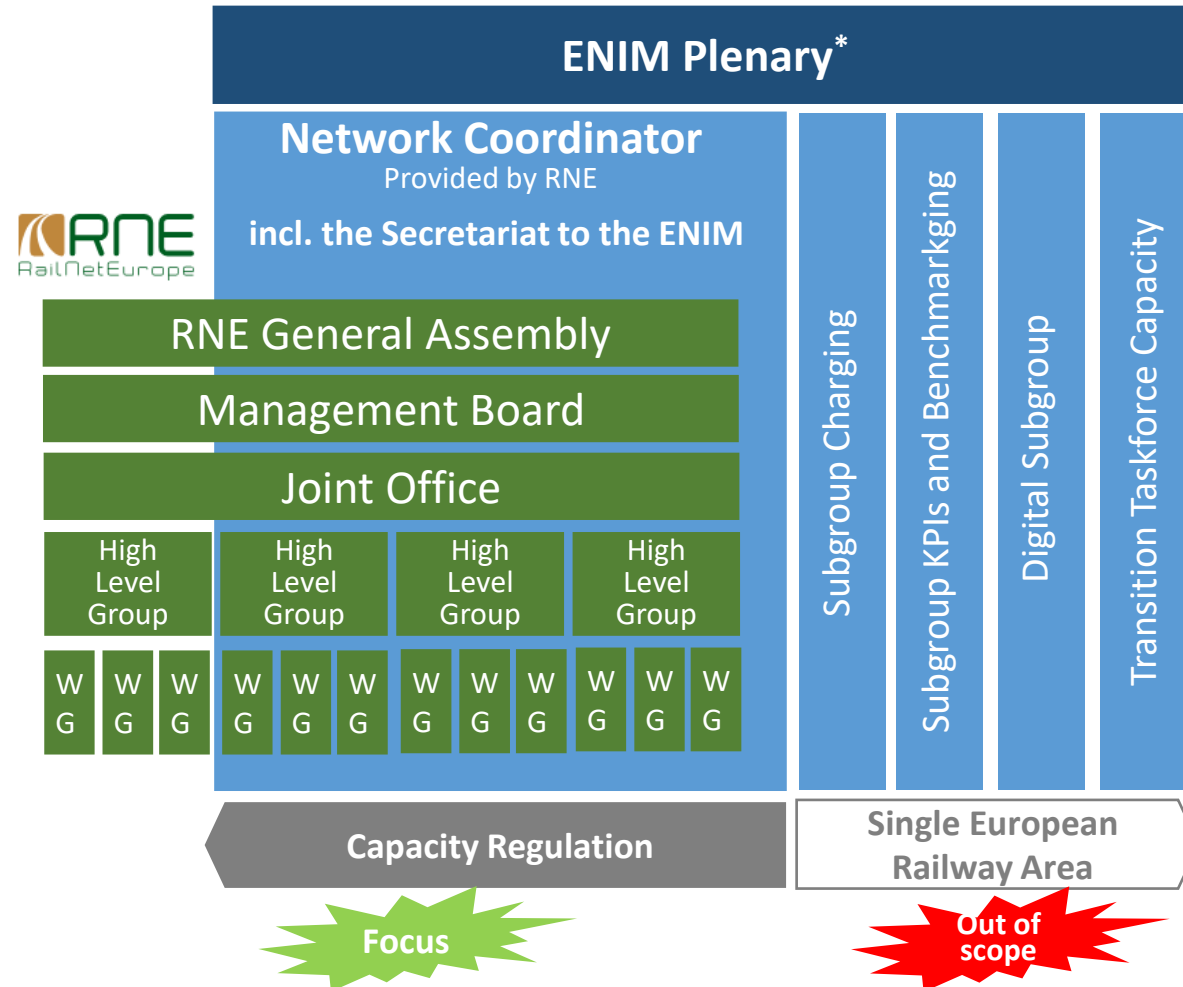 ENIM Plenary*
Network Coordinator
Provided by RNE
incl. the Secretariat to the ENIM
RNE
RailNetEurope
RNE General Assembly
Management Board
Joint Office
High
Level
Group
High
Level
Group
High
Level
Group
High
Level
Group
W
G
W
G
W
G
W
G
W
G
W
G
W
G
W
G
W
G
W
G
W
G
W
G
Subgroup Charging
Subgroup KPIs and Benchmarkging
Digital Subgroup
Transition Taskforce Capacity
Capacity Regulation
Single European
Railway Area
Focus
Out of
scope